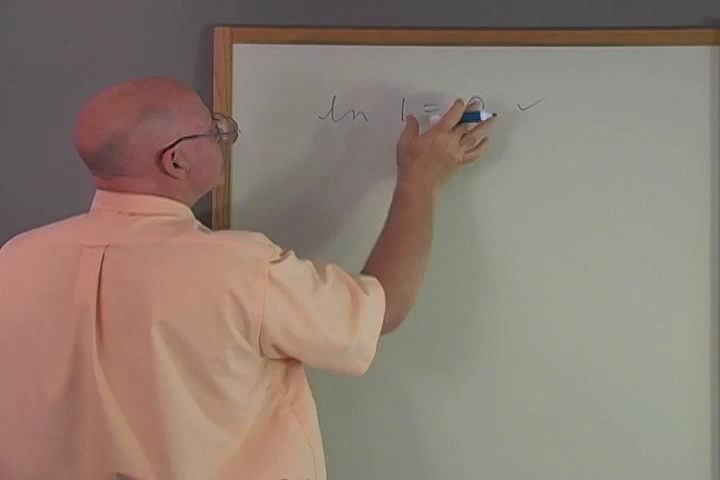 ln 1 = 0 ✓